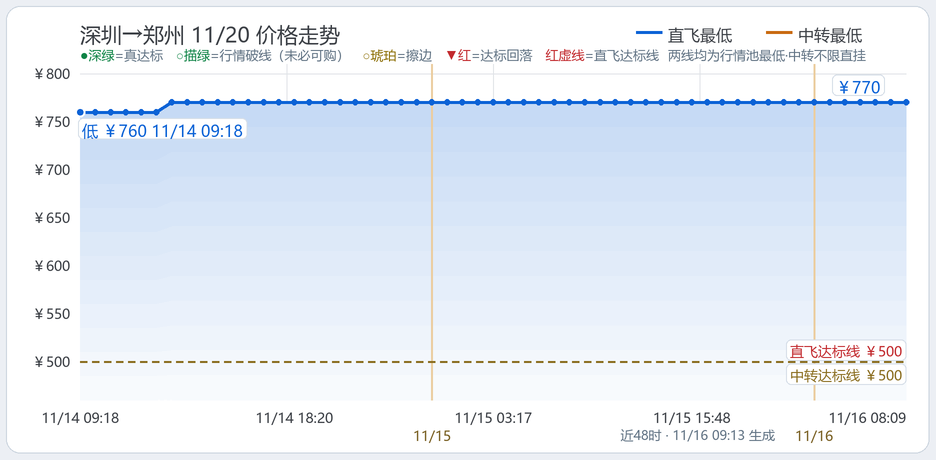 深圳→郑州 11/20 价格走势
直飞最低 中转最低
●深绿=真达标 ○描绿=行情破线（未必可购） ○琥珀=擦边 ▼红=达标回落 红虚线=直飞达标线 两线均为行情池最低·中转不限直挂
¥800
¥770
¥750
低 ¥760 11/14 09:18
¥700
¥650
¥600
¥550
直飞达标线 ¥500
¥500
中转达标线 ¥500
11/14 09:18 11/14 18:20 11/15 03:17 11/15 15:48 11/16 08:09
11/15 近48时 · 11/16 09:13 生成 11/16